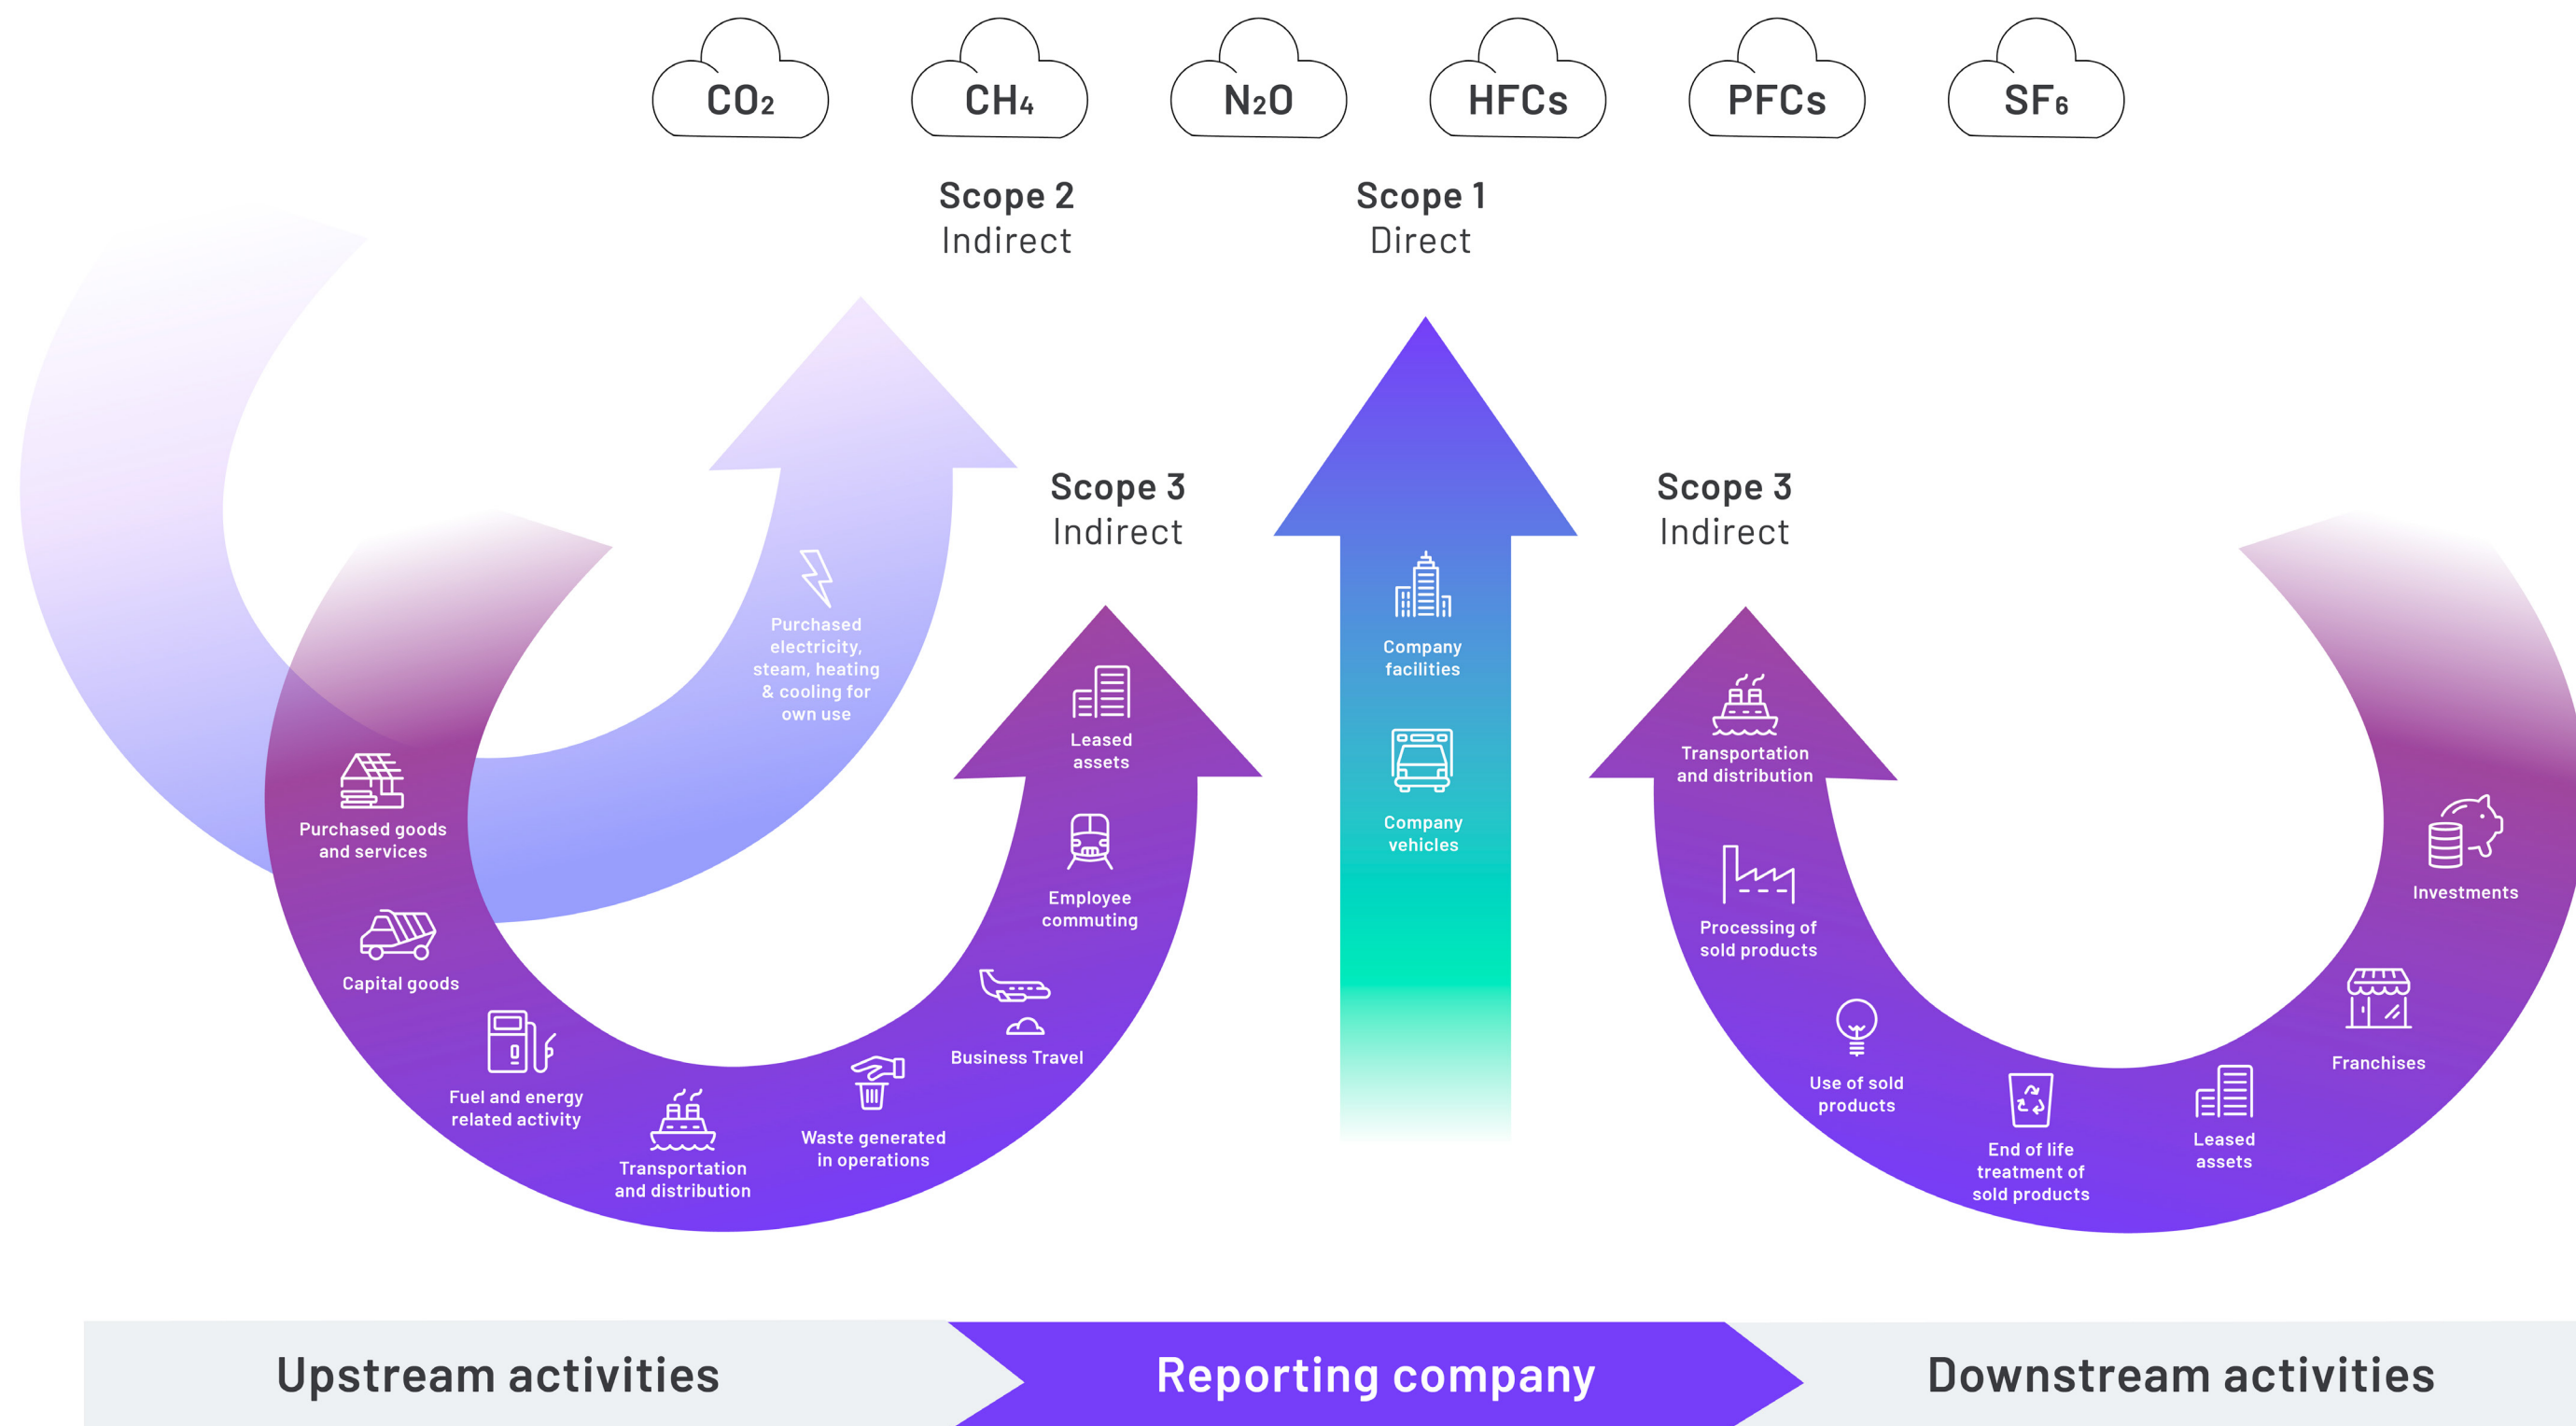 CO₂
CH₄
N₂O
HFCs
PFCs
SF₆
Scope 2
Indirect
Scope 1
Direct
Scope 3
Indirect
Scope 3
Indirect
Purchased
electricity,
steam, heating
& cooling for
own use
Purchased goods
and services
Capital goods
Fuel and energy
related activity
Transportation
and distribution
Waste generated
in operations
Business Travel
Employee
commuting
Leased
assets
Company
facilities
Company
vehicles
Transportation
and distribution
Processing of
sold products
Use of sold
products
End of life
treatment of
sold products
Leased
assets
Franchises
Investments
Upstream activities
Reporting company
Downstream activities